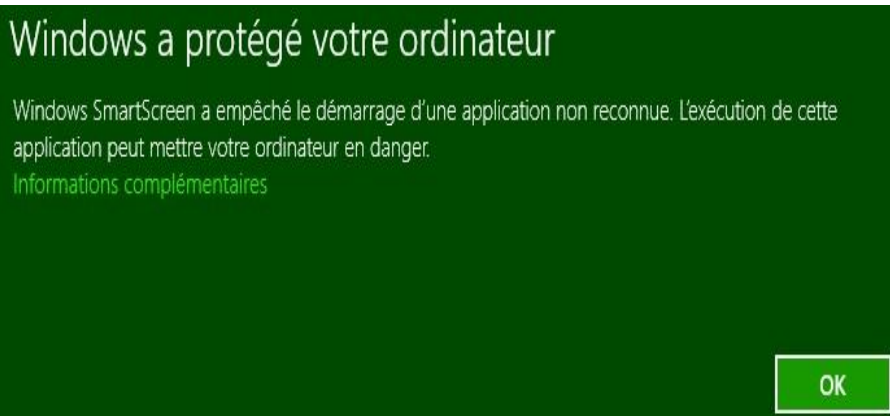 Windows a protégé votre ordinateur
Windows SmartScreen a empêché le démarrage d'une application non reconnue. L'exécution de cette
application peut mettre votre ordinateur en danger.
Informations complémentaires
OK